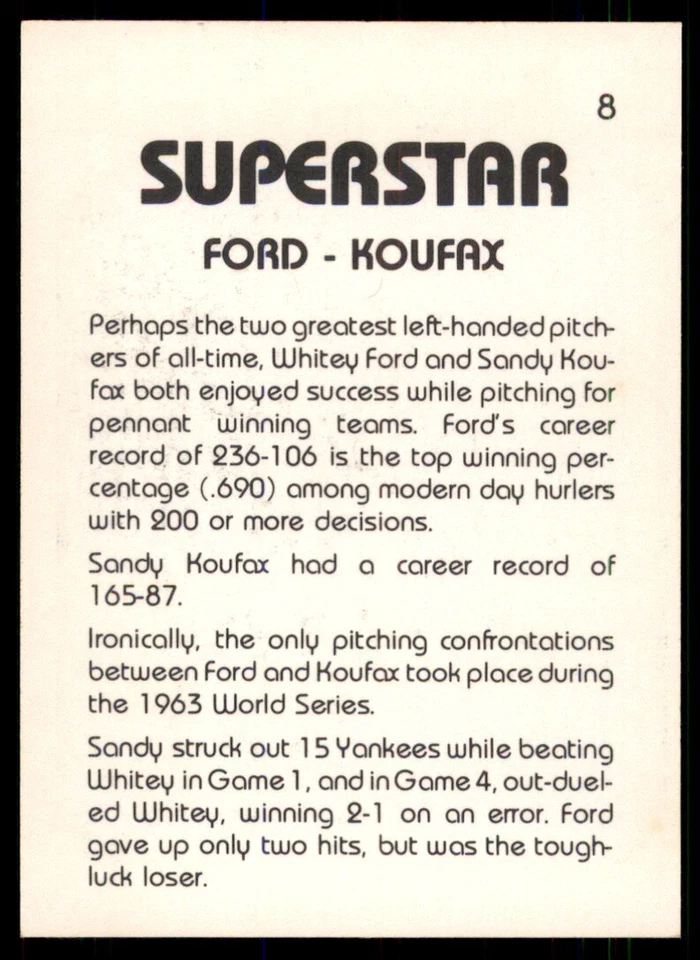 8
SUPERSTAR
FORD - KOUFAX
Perhaps the two greatest left-handed pitch-
ers of all-time, Whitey Ford and Sandy Kou-
fax both enjoyed success while pitching for
pennant winning teams. Ford's career
record of 236-106 is the top winning per-
centage (.690) among modern day hurlers
with 200 or more decisions.
Sandy Koufax had a career record of
165-87.
Ironically, the only pitching confrontations
between Ford and Koufax took place during
the 1963 World Series.
Sandy struck out 15 Yankees while beating
Whitey in Game 1, and in Game 4, out-duel-
ed Whitey, winning 2-1 on an error. Ford
gave up only two hits, but was the tough-
luck loser.